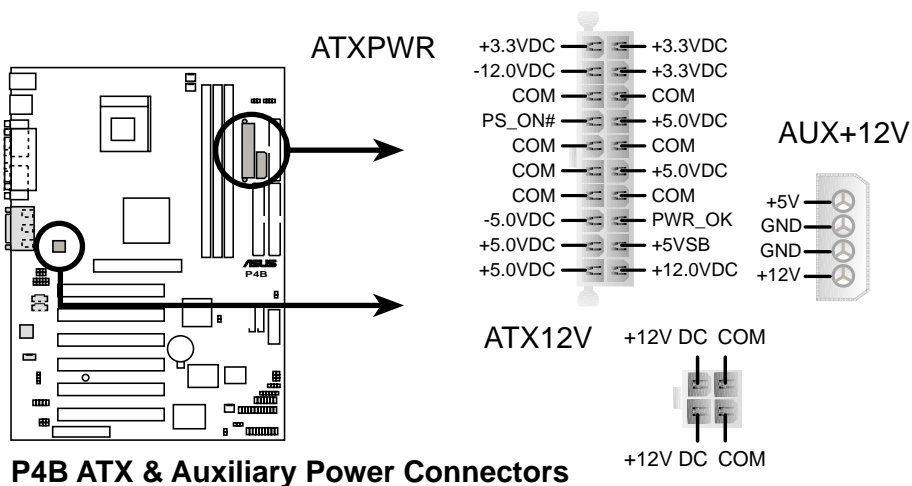 ATXPWR
+3.3VDC +3.3VDC
-12.0VDC +3.3VDC
COM COM
PS_ON# +5.0VDC
COM COM
COM +5.0VDC
COM COM
-5.0VDC PWR_OK
+5.0VDC +5VSB
+5.0VDC +12.0VDC
AUX+12V
+5V
GND
GND
+12V
ASUS
P4B
ATX12V
+12V DC COM
+12V DC COM
P4B ATX & Auxiliary Power Connectors